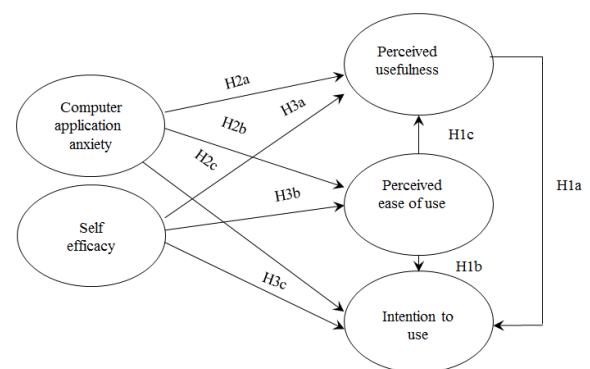 Perceived
usefulness
H2a
H3a
Computer
application
anxiety
H2b
H1c
H2c
H1a
Perceived
ease of use
H3b
Self
efficacy
H1b
H3c
Intention to
use